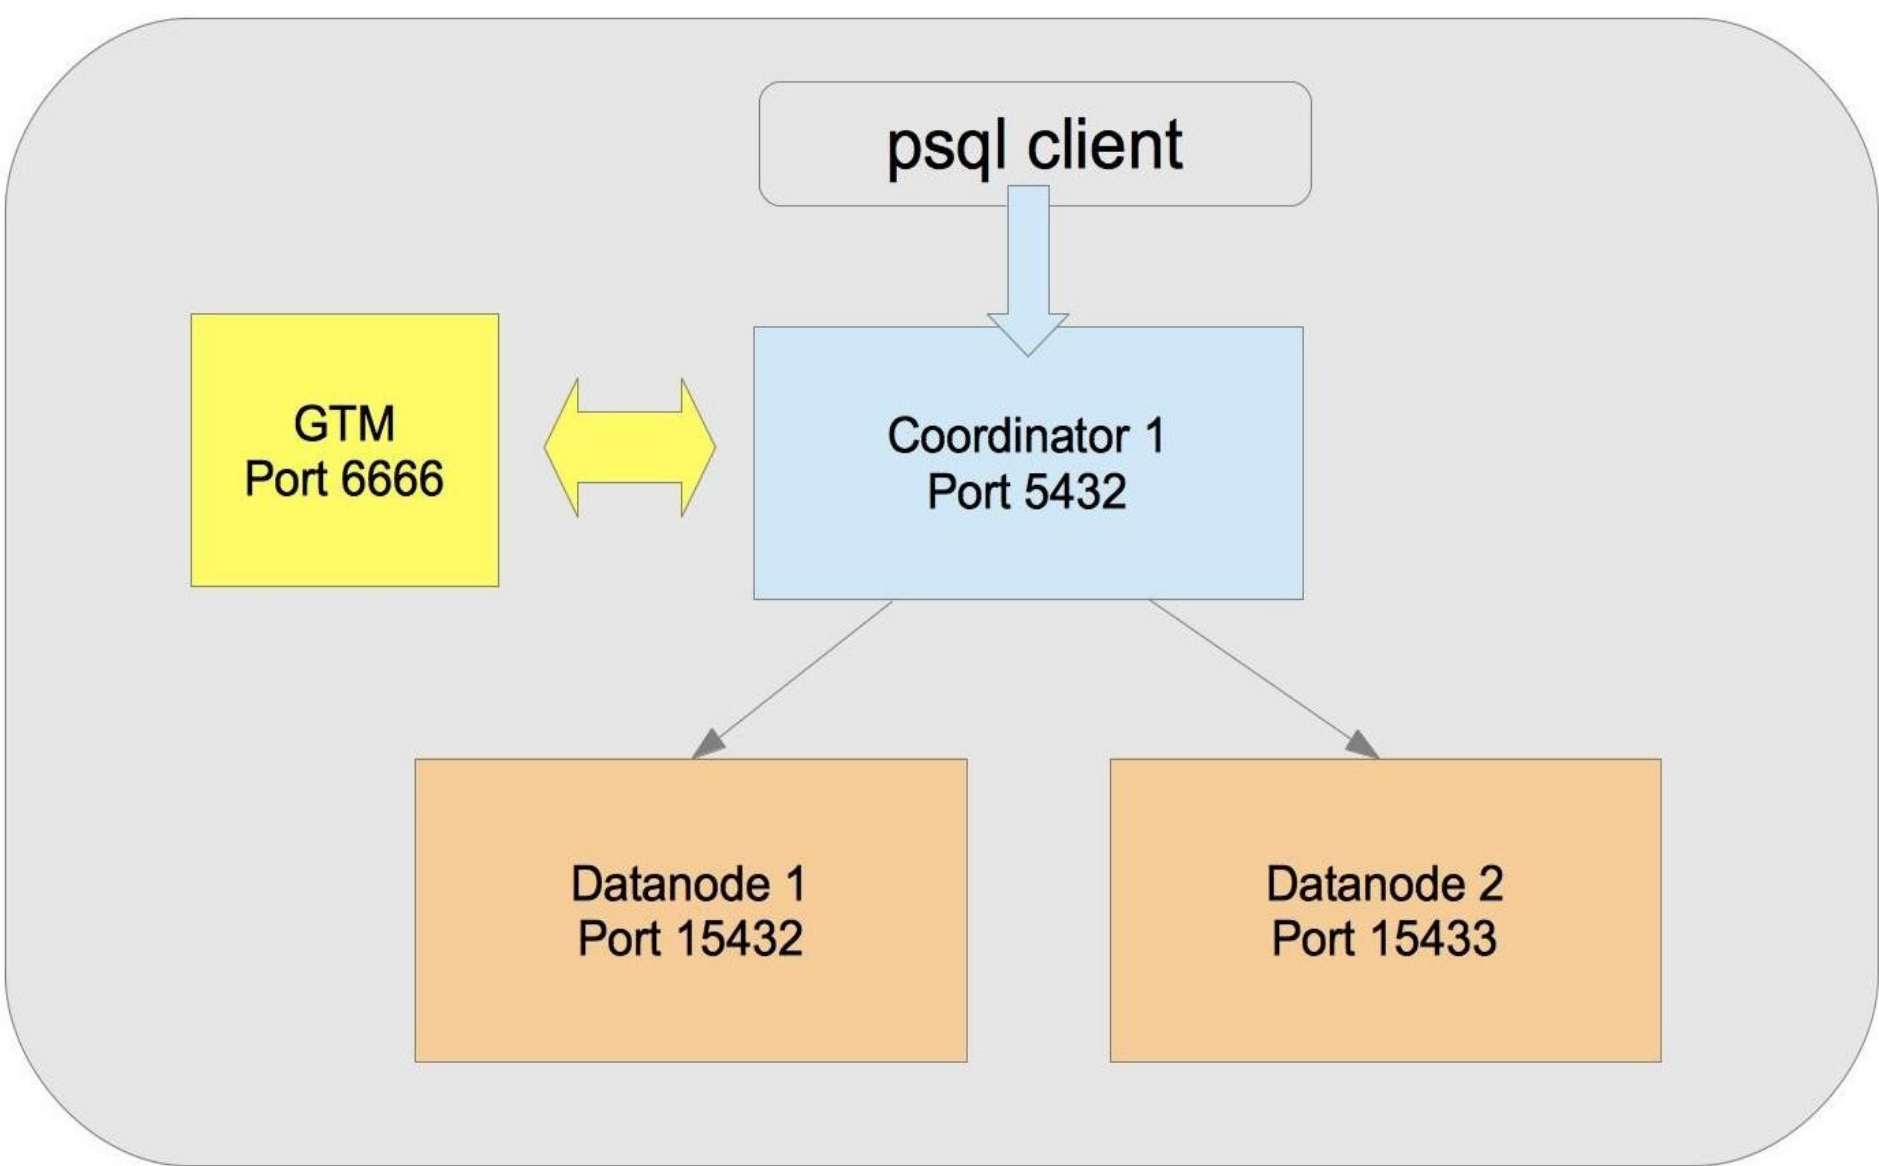 psql client
GTM
Port 6666
Coordinator 1
Port 5432
Datanode 1
Port 15432
Datanode 2
Port 15433